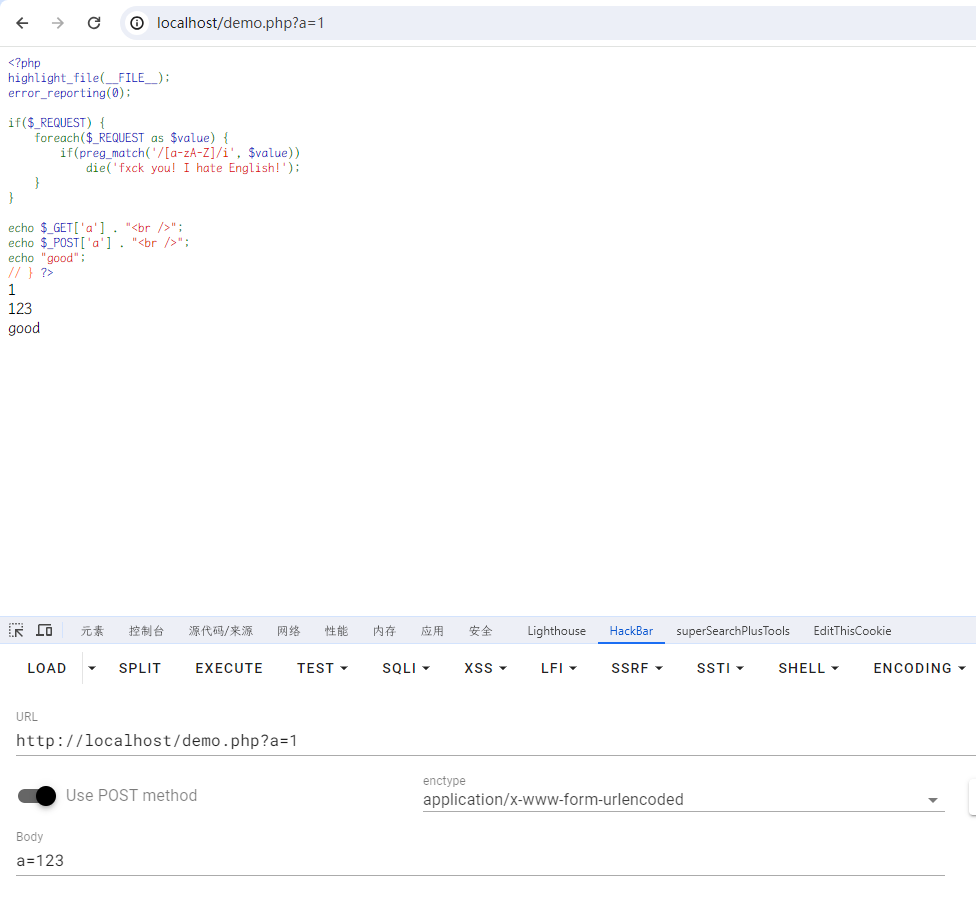 localhost/demo.php?a=1
<?php
highlight_file(__FILE__);
error_reporting(0);
if($_REQUEST) {
foreach($_REQUEST as $value) {
if(preg_match('/[a-zA-Z]/i', $value))
die('fxck you! I hate English!');
}
}
echo $_GET['a'] . "<br />";
echo $_POST['a'] . "<br />";
echo "good";
// } ?>
1
123
good
元素 控制台 源代码/来源 网络 性能 内存 应用 安全 Lighthouse HackBar superSearchPlusTools EditThisCookie
LOAD SPLIT EXECUTE TEST SQLI XSS LFI SSRF SSTI SHELL ENCODING
URL
http://localhost/demo.php?a=1
Use POST method
enctype
application/x-www-form-urlencoded
Body
a=123